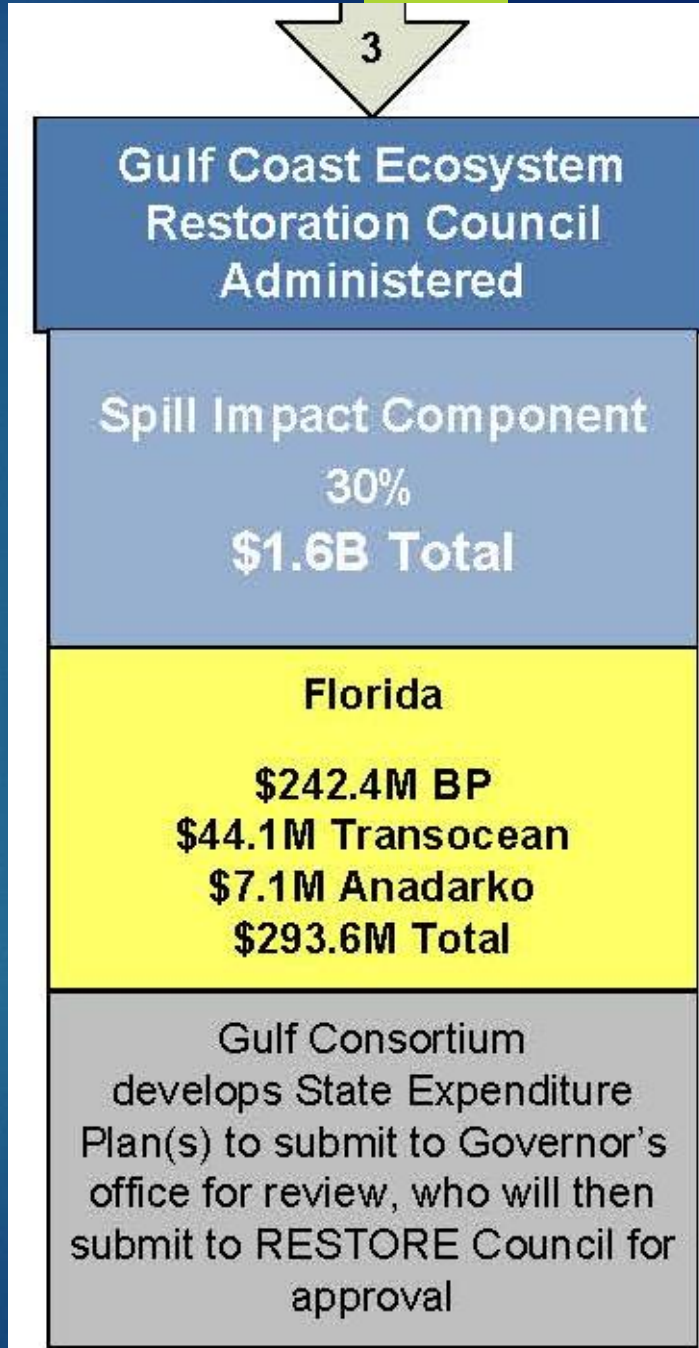 3
Gulf Coast Ecosystem
Restoration Council
Administered
Spill Impact Component
30%
$1.6B Total
Florida
$242.4M BP
$44.1M Transocean
$7.1M Anadarko
$293.6M Total
Gulf Consortium
develops State Expenditure
Plan(s) to submit to Governor's
office for review, who will then
submit to RESTORE Council for
approval